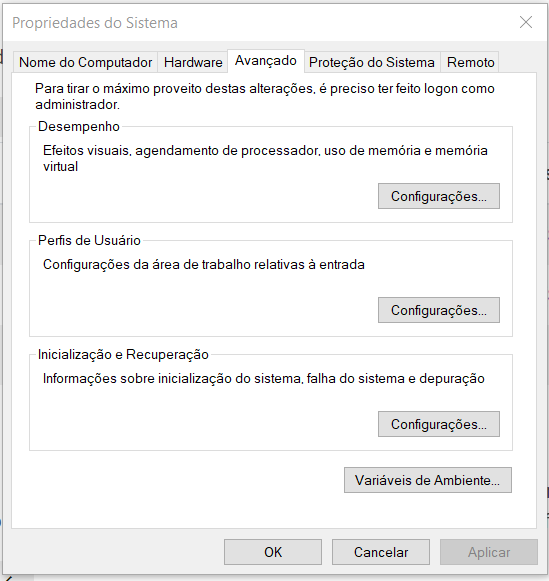 Propriedades do Sistema
Nome do Computador
Hardware
Avançado
Proteção do Sistema
Remoto
Para tirar o máximo proveito destas alterações, é preciso ter feito logon como
administrador.
Desempenho
Efeitos visuais, agendamento de processador, uso de memória e memória
virtual
Configurações...
Perfis de Usuário
Configurações da área de trabalho relativas à entrada
Configurações...
Inicialização e Recuperação
Informações sobre inicialização do sistema, falha do sistema e depuração
Configurações...
Variáveis de Ambiente...
OK
Cancelar
Aplicar